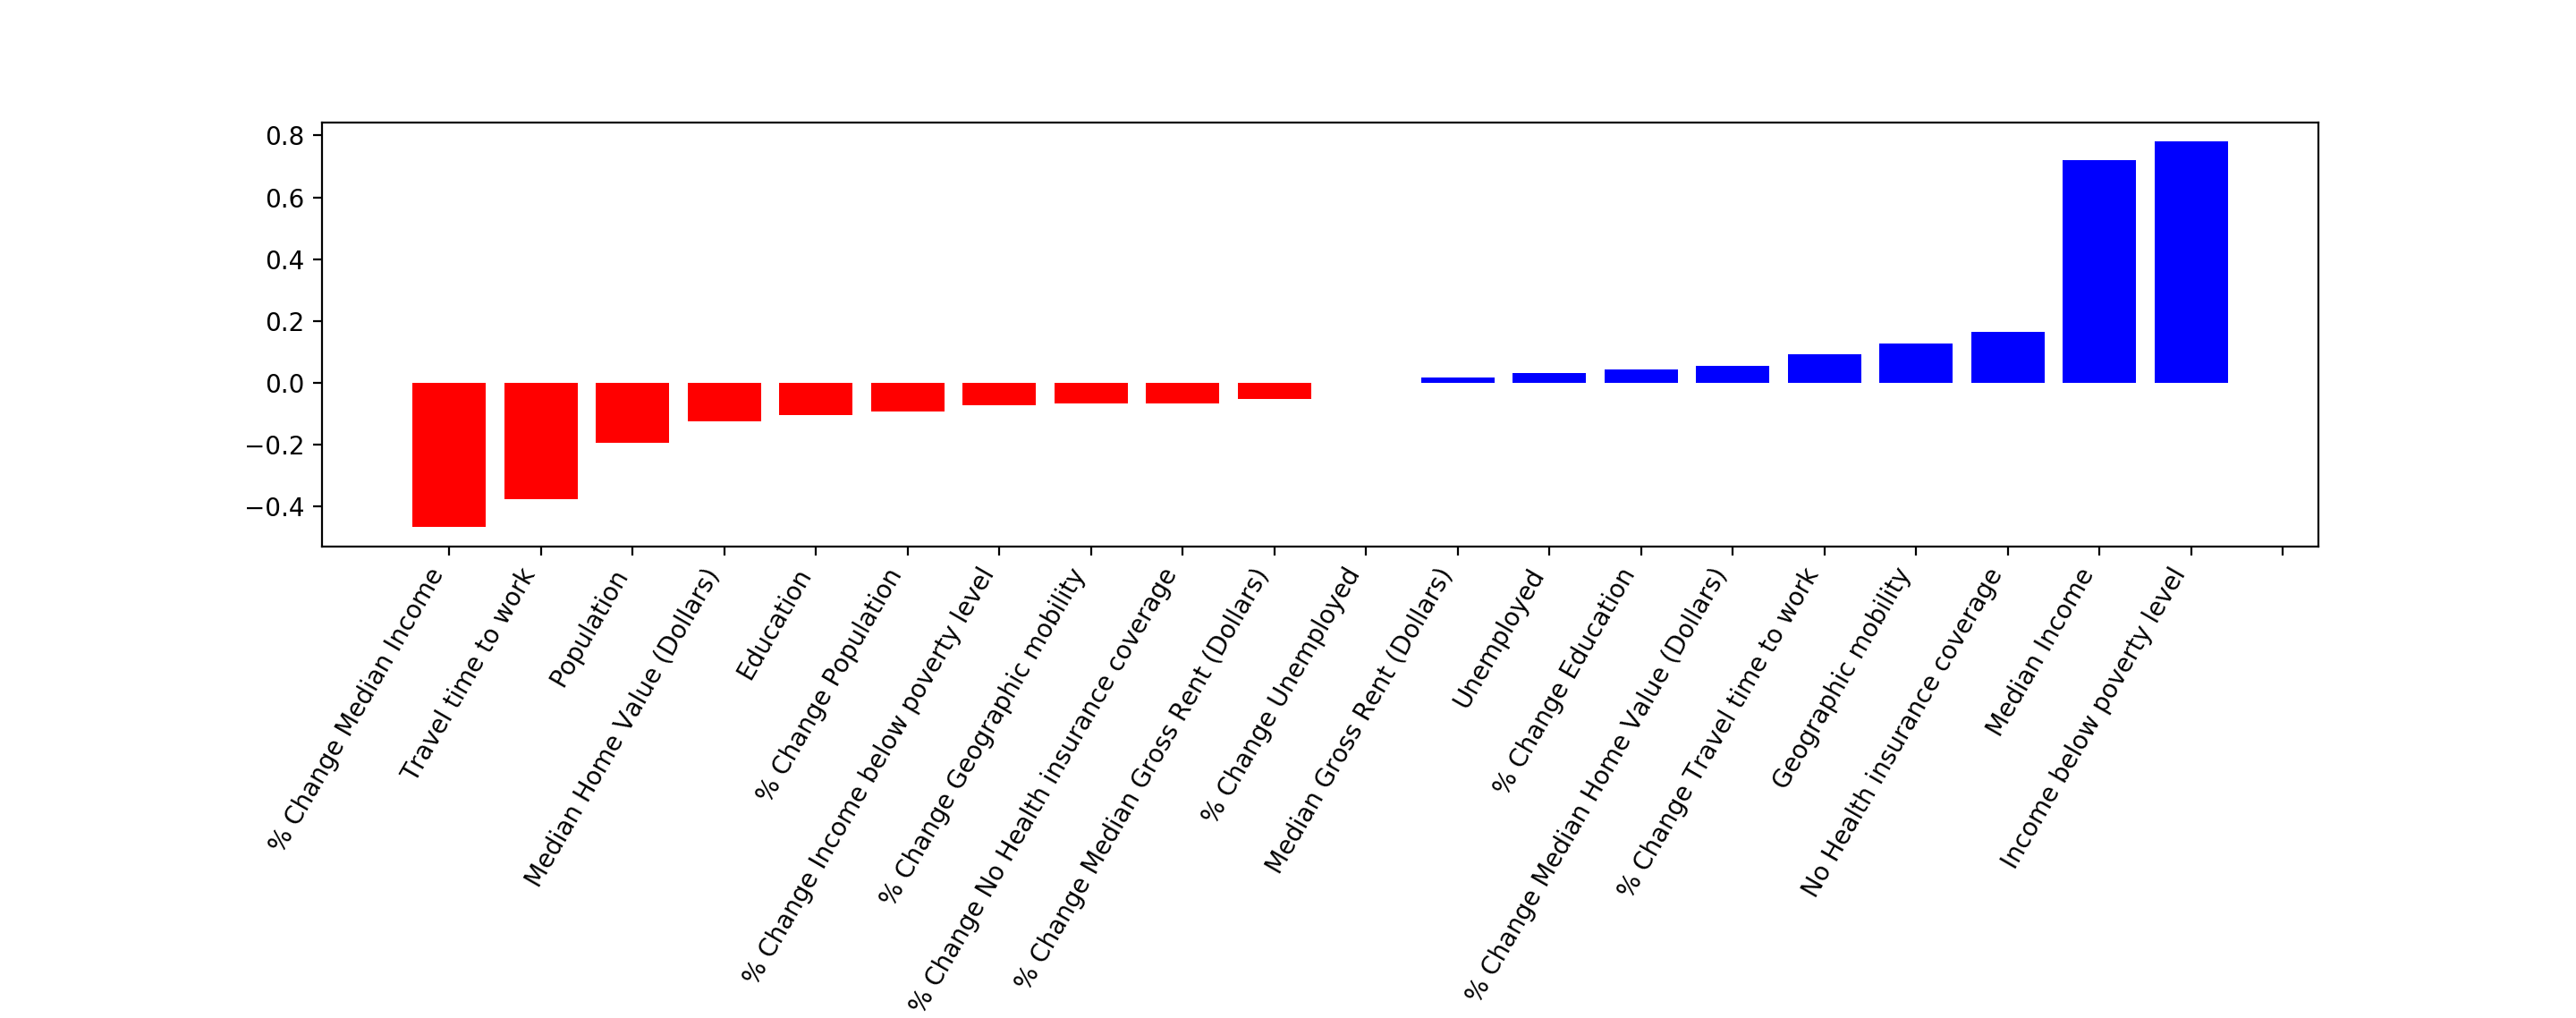 0.8
0.6
0.4
0.2
0.0
−0.2
−0.4
% Change Median Income
Travel time to work
Population
Median Home Value (Dollars)
Education
% Change Population
% Change Income below poverty level
% Change Geographic mobility
% Change No Health insurance coverage
% Change Median Gross Rent (Dollars)
% Change Unemployed
Median Gross Rent (Dollars)
Unemployed
% Change Education
% Change Median Home Value (Dollars)
% Change Travel time to work
Geographic mobility
No Health insurance coverage
Median Income
Income below poverty level